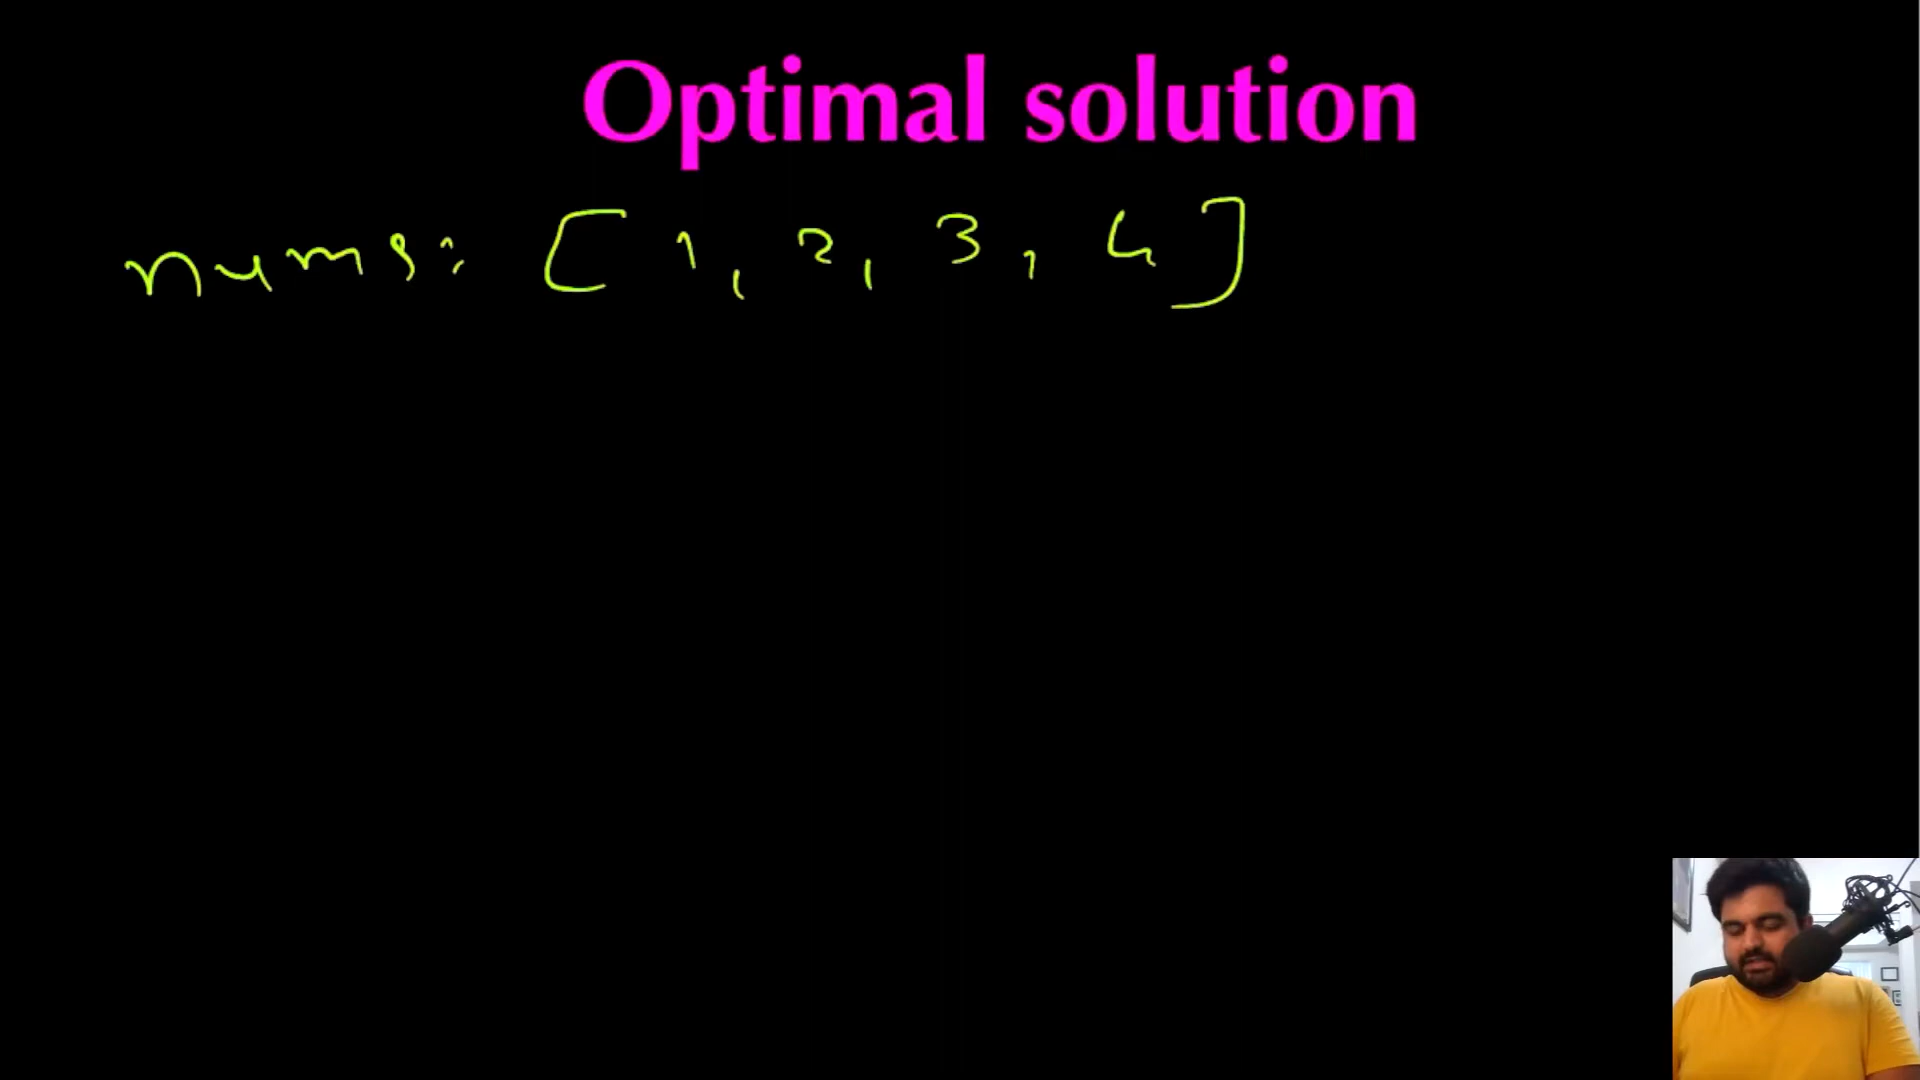 Optimal solution
nums: [ 1, 2, 3, 4 ]